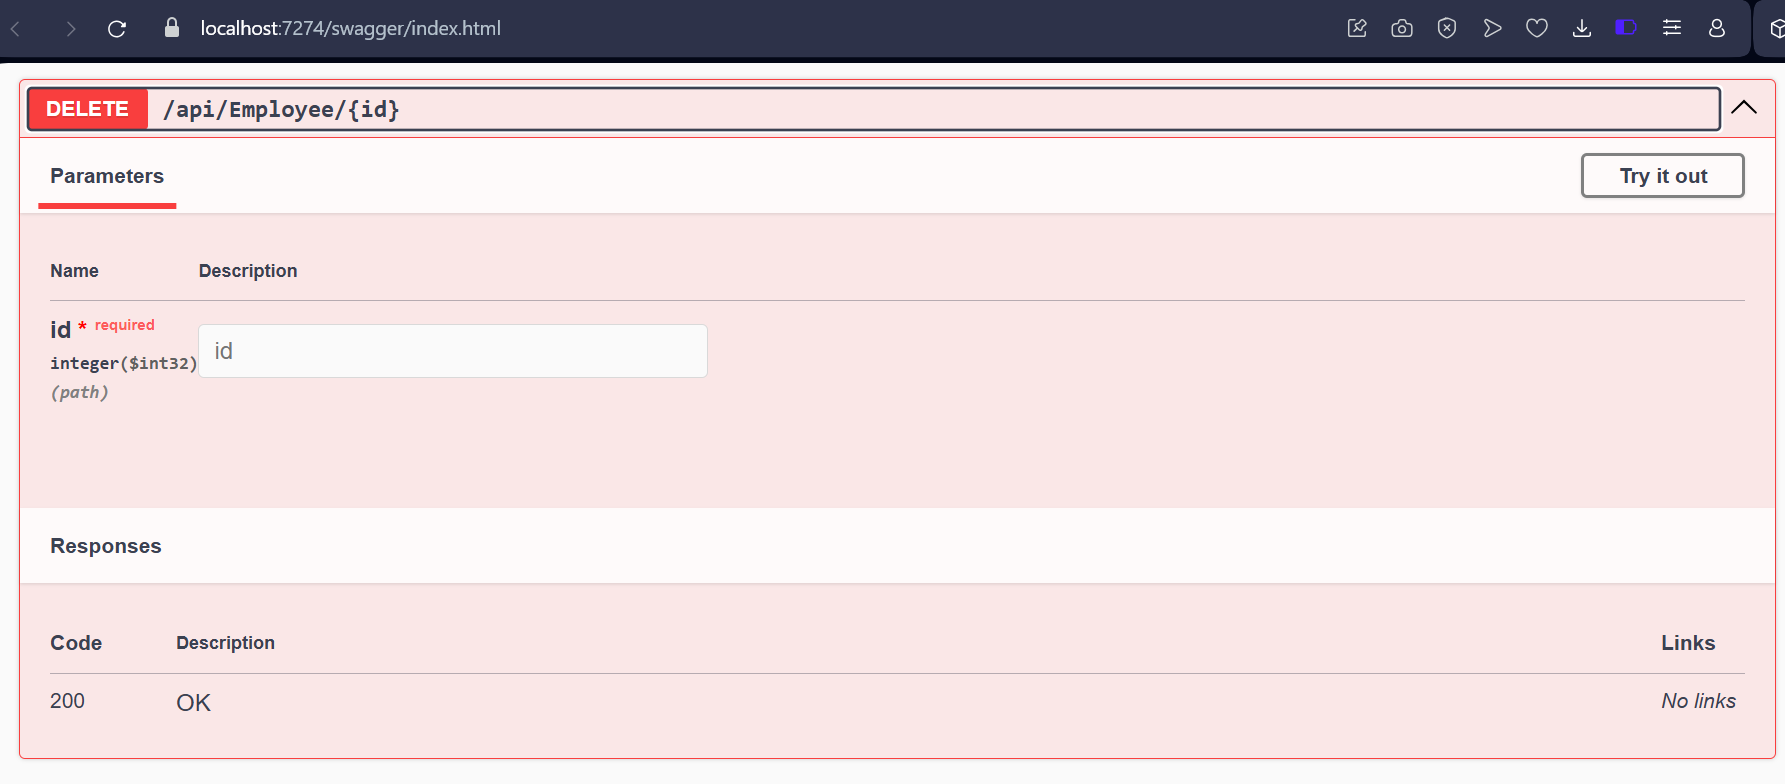 localhost:7274/swagger/index.html
DELETE /api/Employee/{id}
Parameters
Try it out
Name Description
id * required
integer($int32)
(path)
id
Responses
Code Description Links
200 OK No links